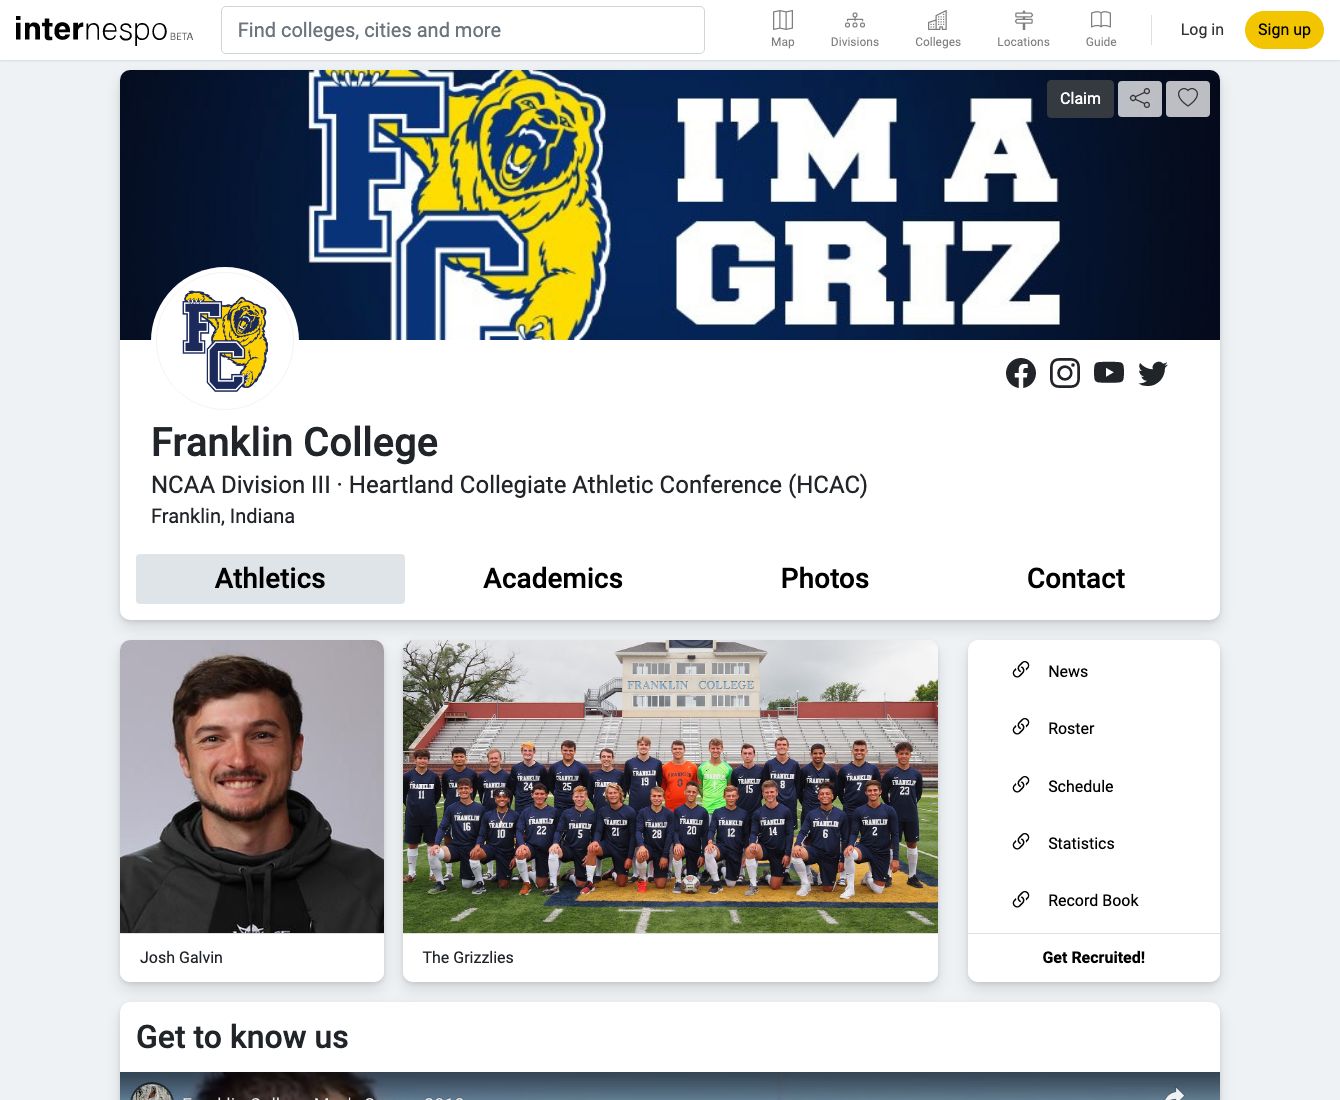 internespo BETA
Find colleges, cities and more
Map
Divisions
Colleges
Locations
Guide
Log in
Sign up
FC
I'M A
GRIZ
Claim
FC
Franklin College
NCAA Division III · Heartland Collegiate Athletic Conference (HCAC)
Franklin, Indiana
Athletics
Academics
Photos
Contact
FRANKLIN COLLEGE
Josh Galvin
The Grizzlies
News
Roster
Schedule
Statistics
Record Book
Get Recruited!
Get to know us